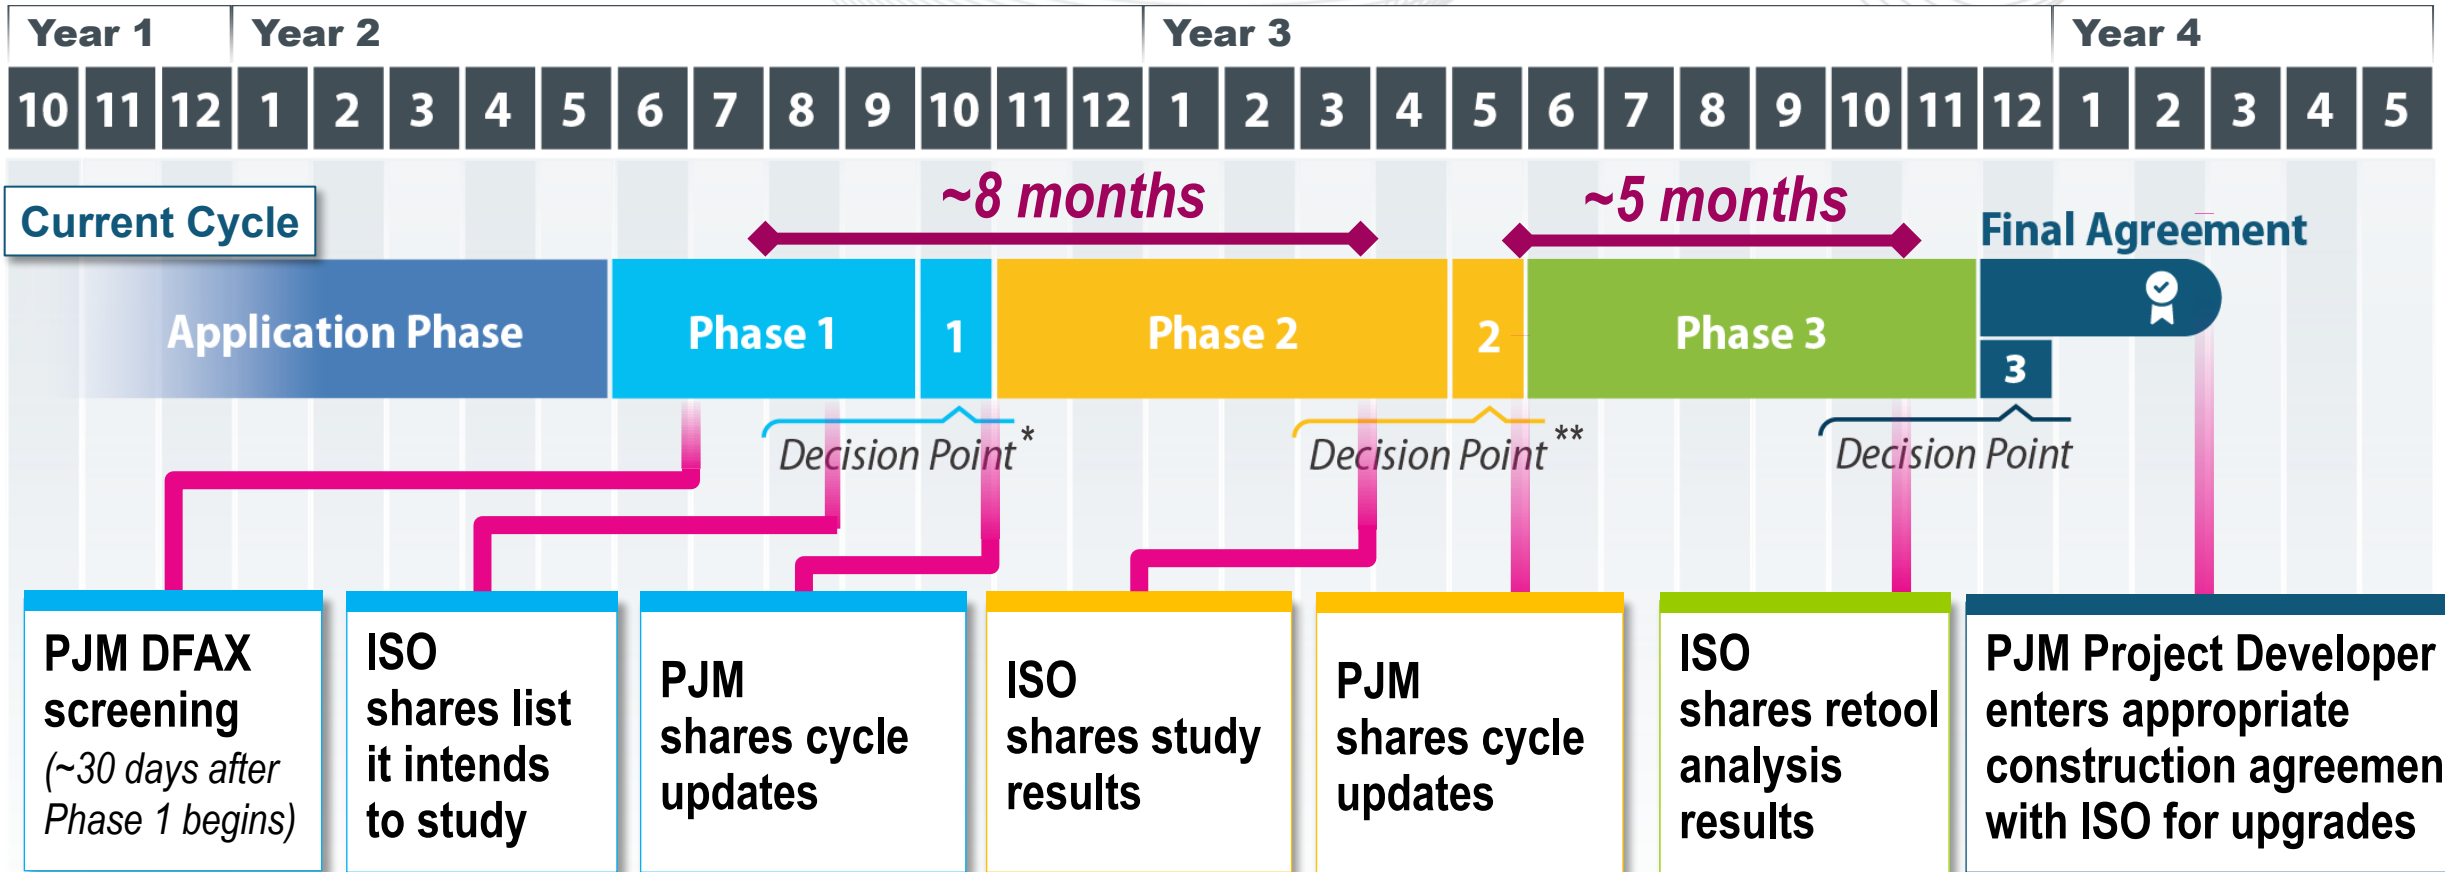 Year 1 Year 2 Year 3 Year 4
10 11 12 1 2 3 4 5 6 7 8 9 10 11 12 1 2 3 4 5 6 7 8 9 10 11 12 1 2 3 4 5
~8 months ~5 months
Current Cycle
Final Agreement
Application Phase Phase 1 1 Phase 2 2 Phase 3
3
Decision Point* Decision Point** Decision Point
PJM DFAX
screening
(~30 days after
Phase 1 begins)
ISO
shares list
it intends
to study
PJM
shares cycle
updates
ISO
shares study
results
PJM
shares cycle
updates
ISO
shares retool
analysis
results
PJM Project Developer
enters appropriate
construction agreemen
with ISO for upgrades